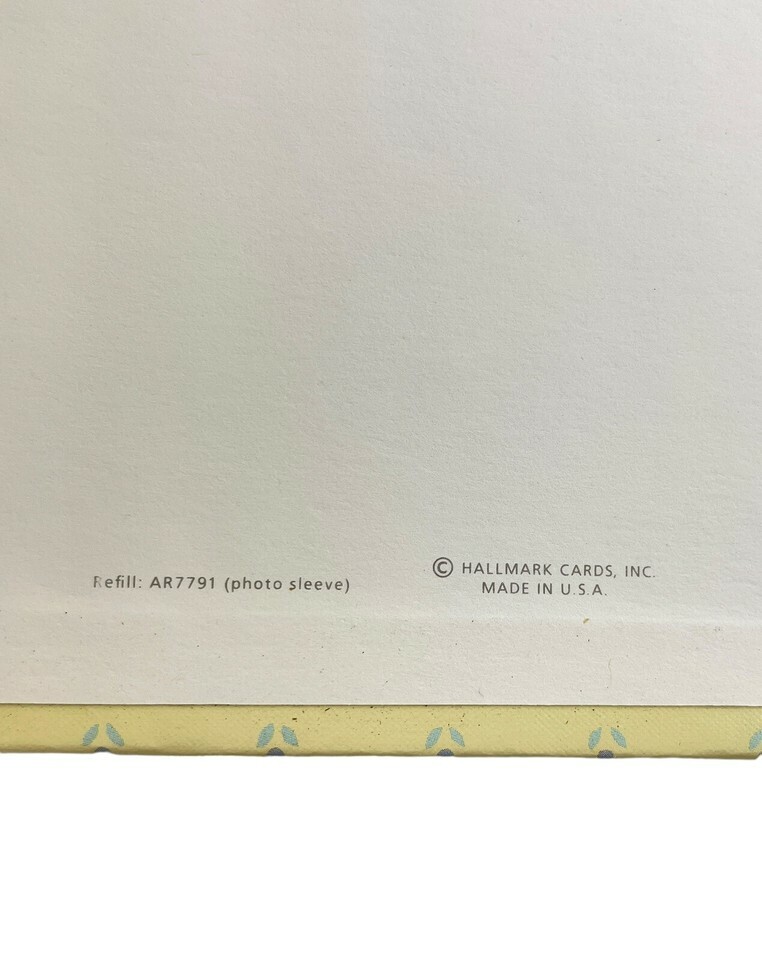 Refill: AR7791 (photo sleeve)
© HALLMARK CARDS, INC.
MADE IN U.S.A.